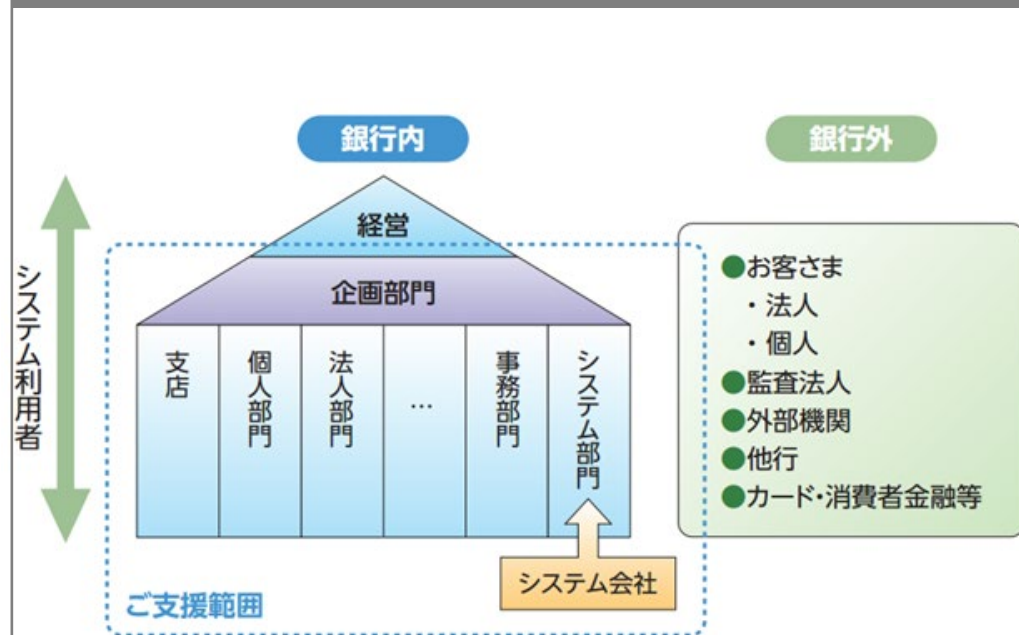 銀行内
銀行外
システム利用者
経営
企画部門
支店
個人部門
法人部門
…
事務部門
システム部門
システム会社
ご支援範囲
●お客さま
・法人
・個人
●監査法人
●外部機関
●他行
●カード・消費者金融等